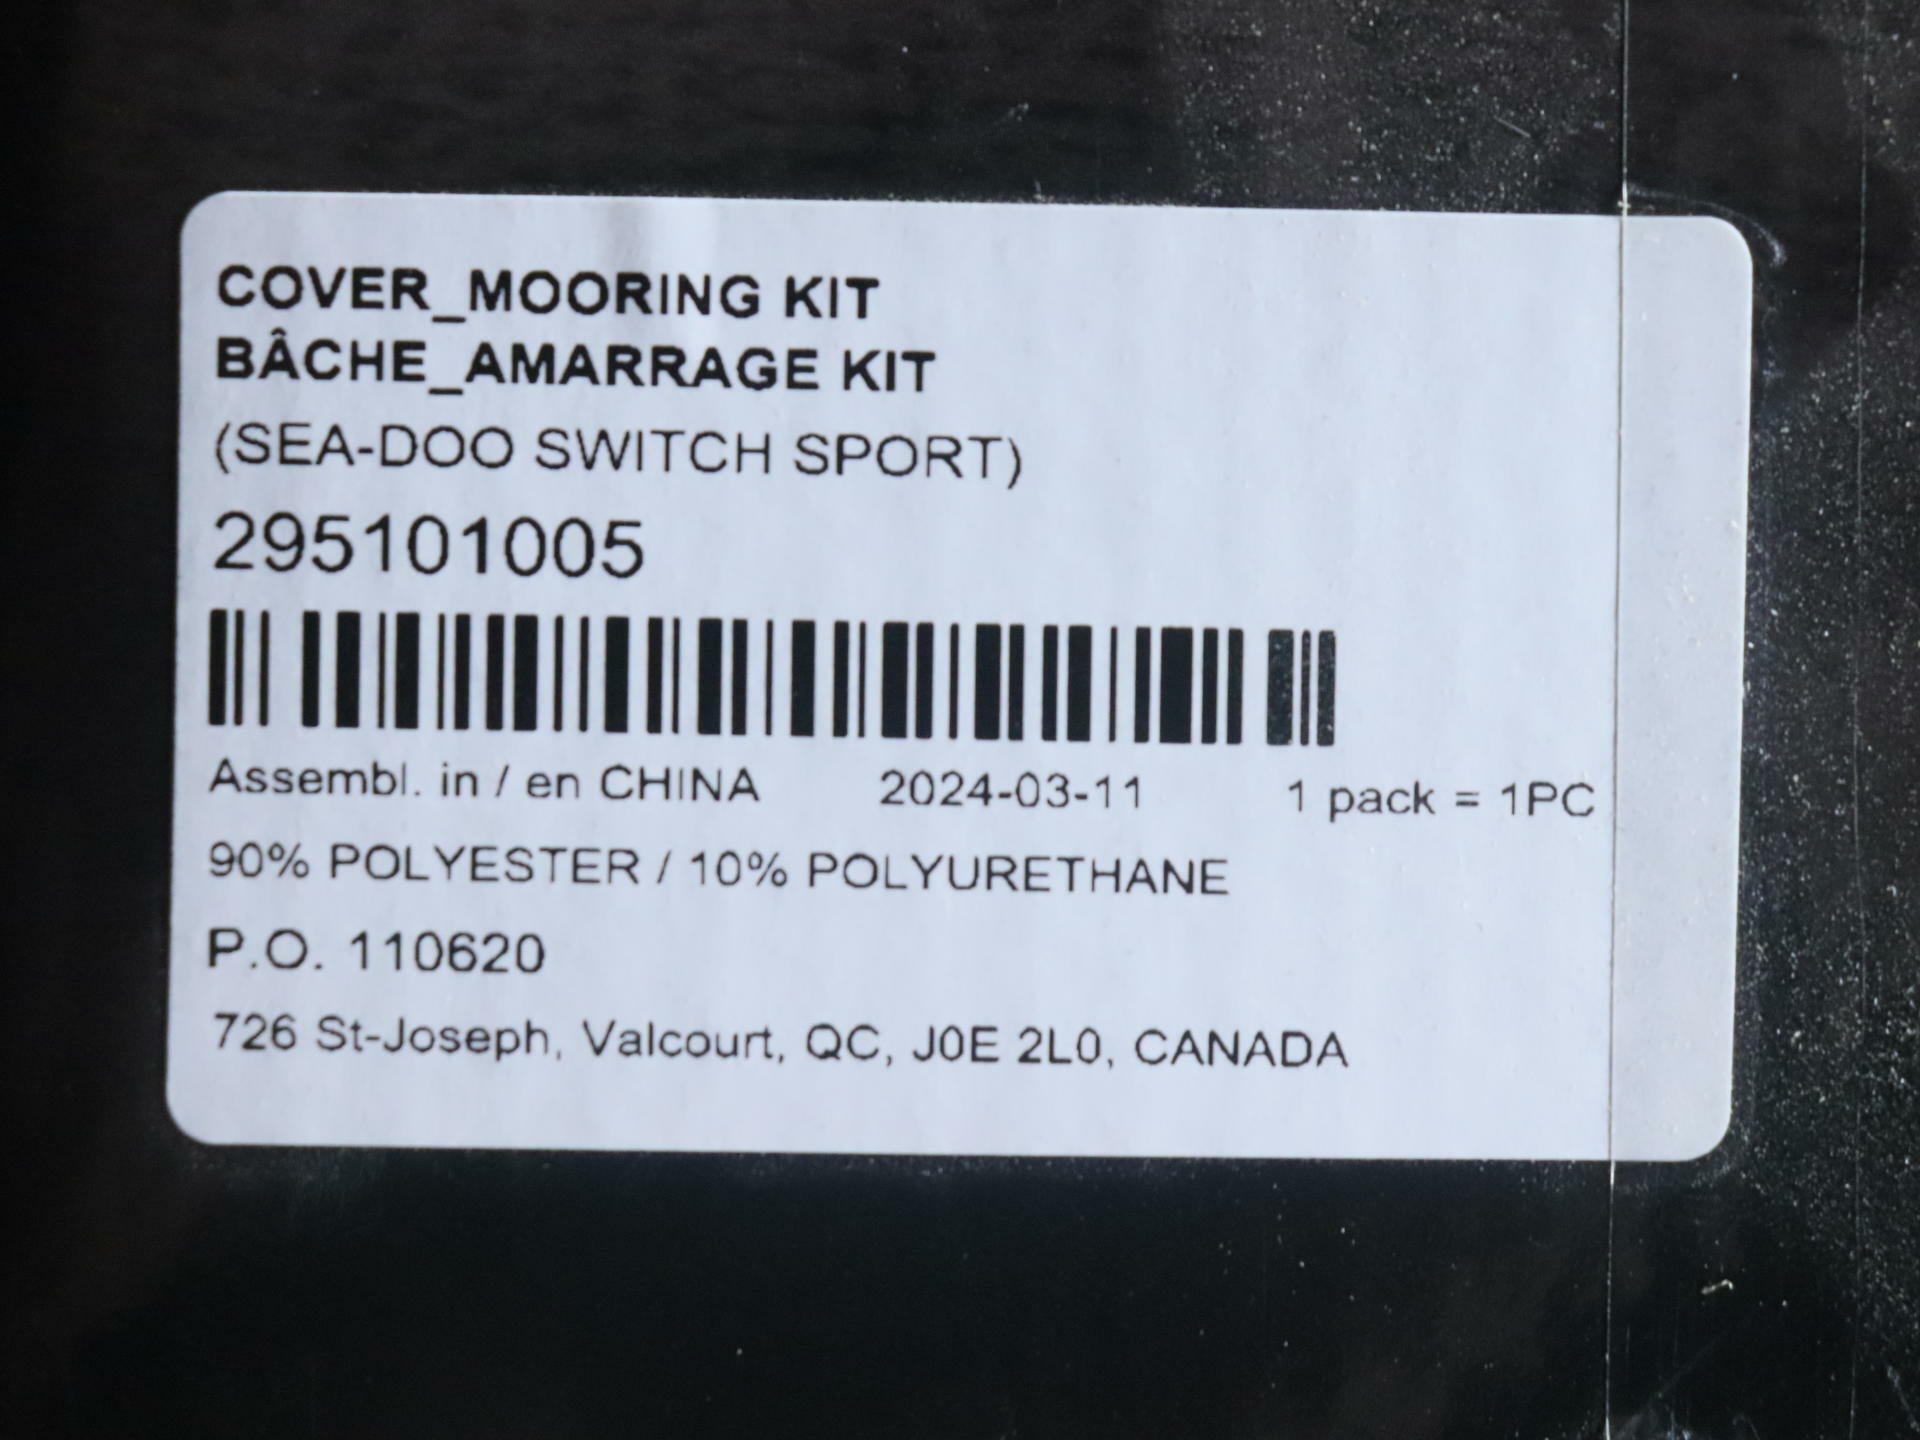 COVER_MOORING KIT
BÂCHE_AMARRAGE KIT
(SEA-DOO SWITCH SPORT)
295101005
Assembl. in / en CHINA 2024-03-11 1 pack = 1PC
90% POLYESTER / 10% POLYURETHANE
P.O. 110620
726 St-Joseph, Valcourt, QC, J0E 2L0, CANADA